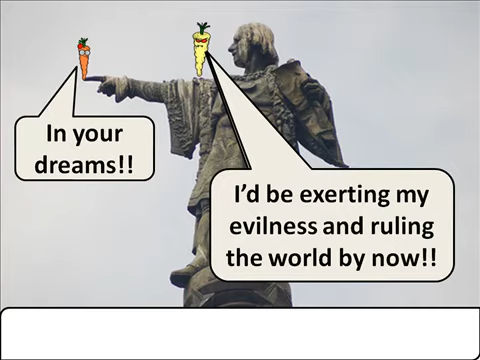 In your
dreams!!
I'd be exerting my
evilness and ruling
the world by now!!